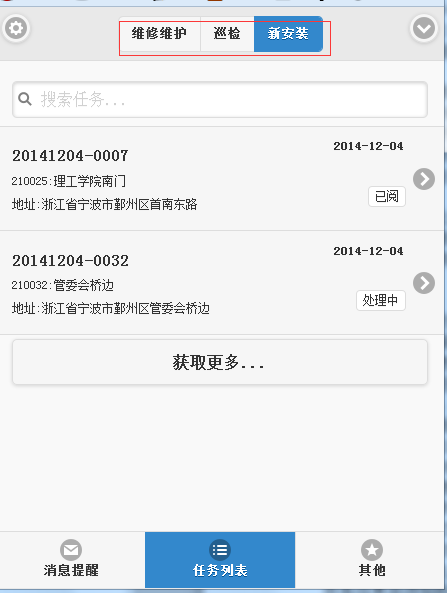 维修维护 巡检 新安装
搜索任务...
2014-12-04
20141204-0007
210025:理工学院南门
已阅
地址:浙江省宁波市鄞州区首南东路
2014-12-04
20141204-0032
210032:管委会桥边
处理中
地址:浙江省宁波市鄞州区管委会桥边
获取更多...
消息提醒 任务列表 其他